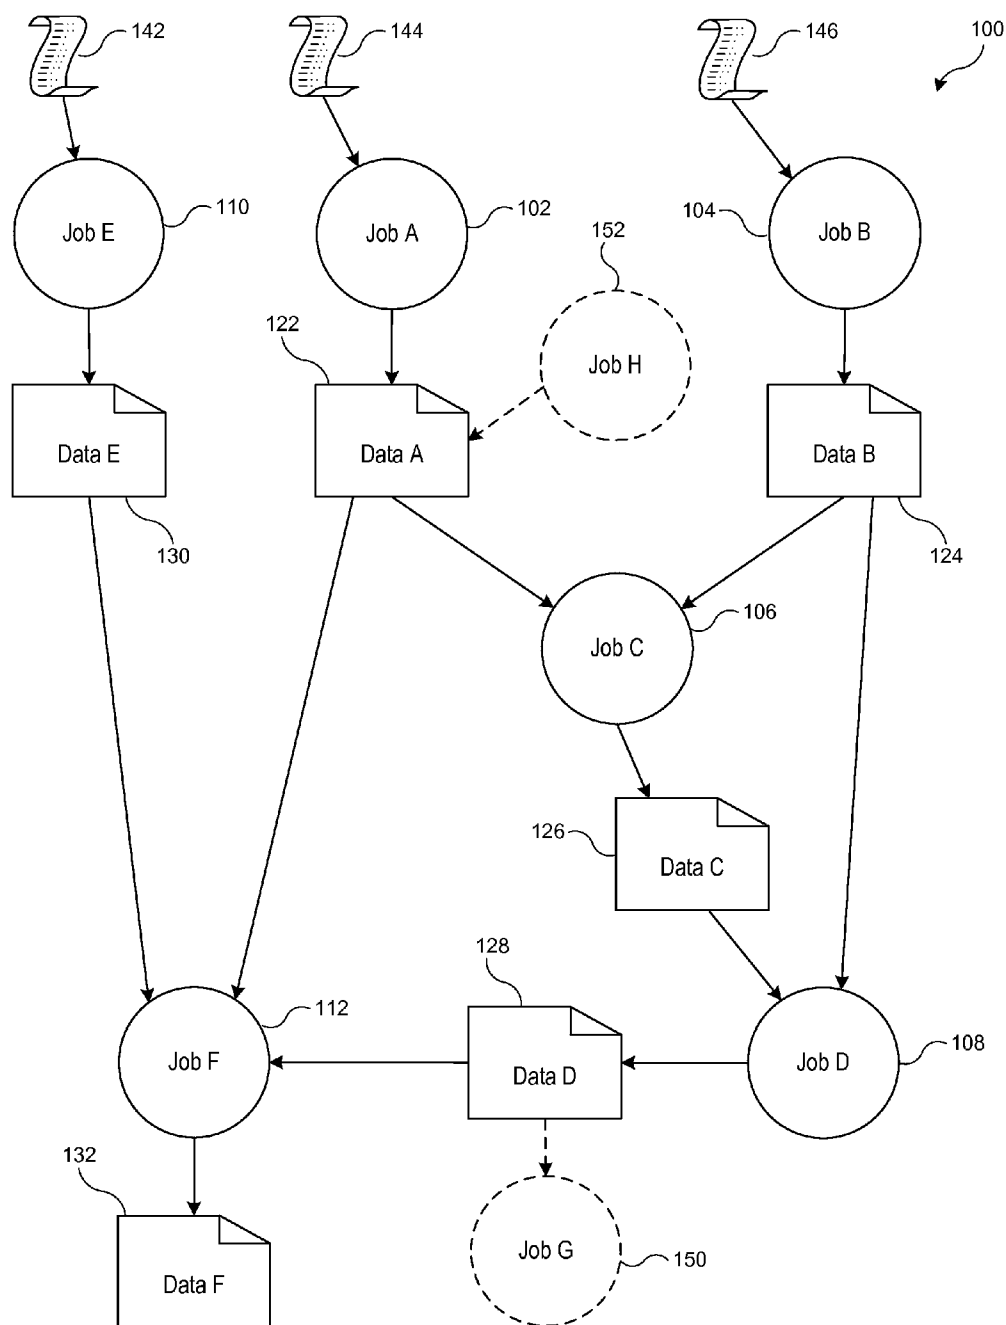 142
144
146
100
Job E
110
Job A
102
104
Job B
152
122
Job H
Data E
Data A
Data B
130
124
Job C
106
126
Data C
128
112
Job F
Data D
Job D
108
132
Job G
150
Data F